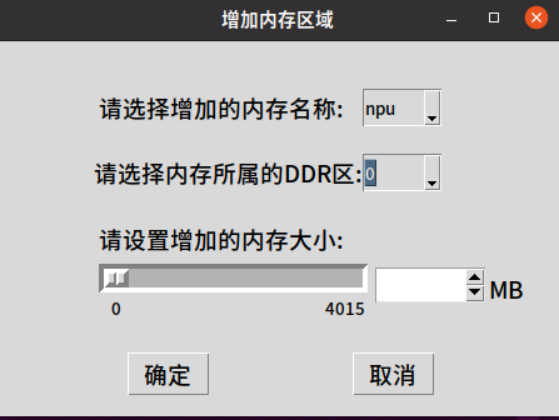 增加内存区域
请选择增加的内存名称: npu
请选择内存所属的DDR区: 0
请设置增加的内存大小:
MB
0 4015
确定 取消